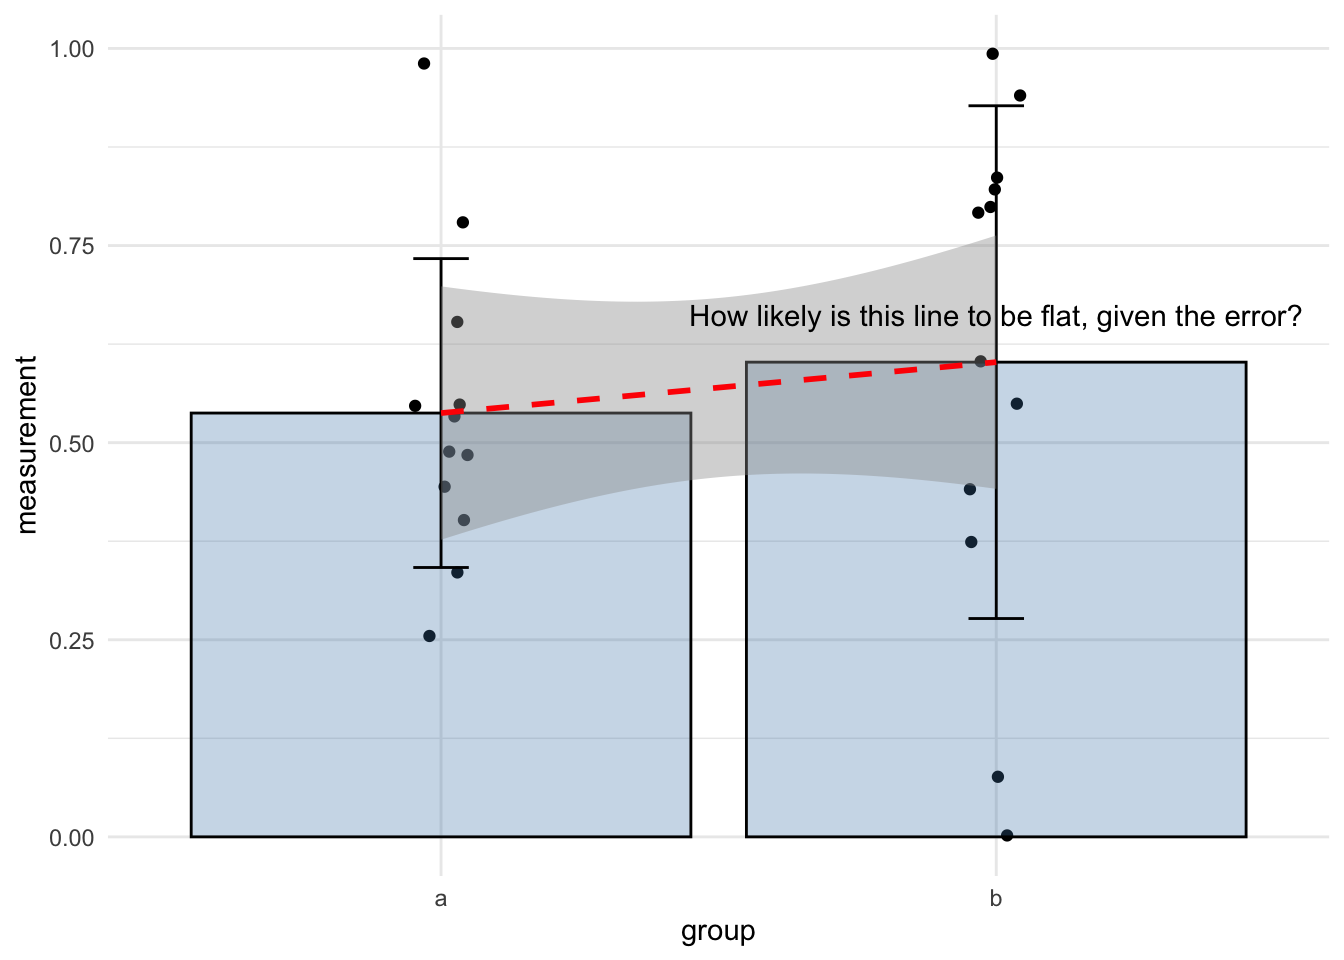 1.00
0.75
0.50
0.25
0.00
measurement
How likely is this line to be flat, given the error?
a
b
group